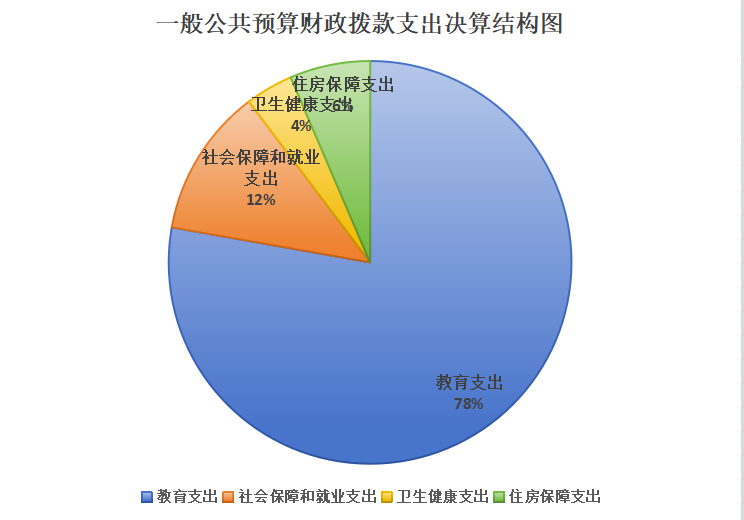 一般公共预算财政拨款支出决算结构图
住房保障支出
6%
卫生健康支出
4%
社会保障和就业
支出
12%
教育支出
78%
教育支出 社会保障和就业支出 卫生健康支出 住房保障支出